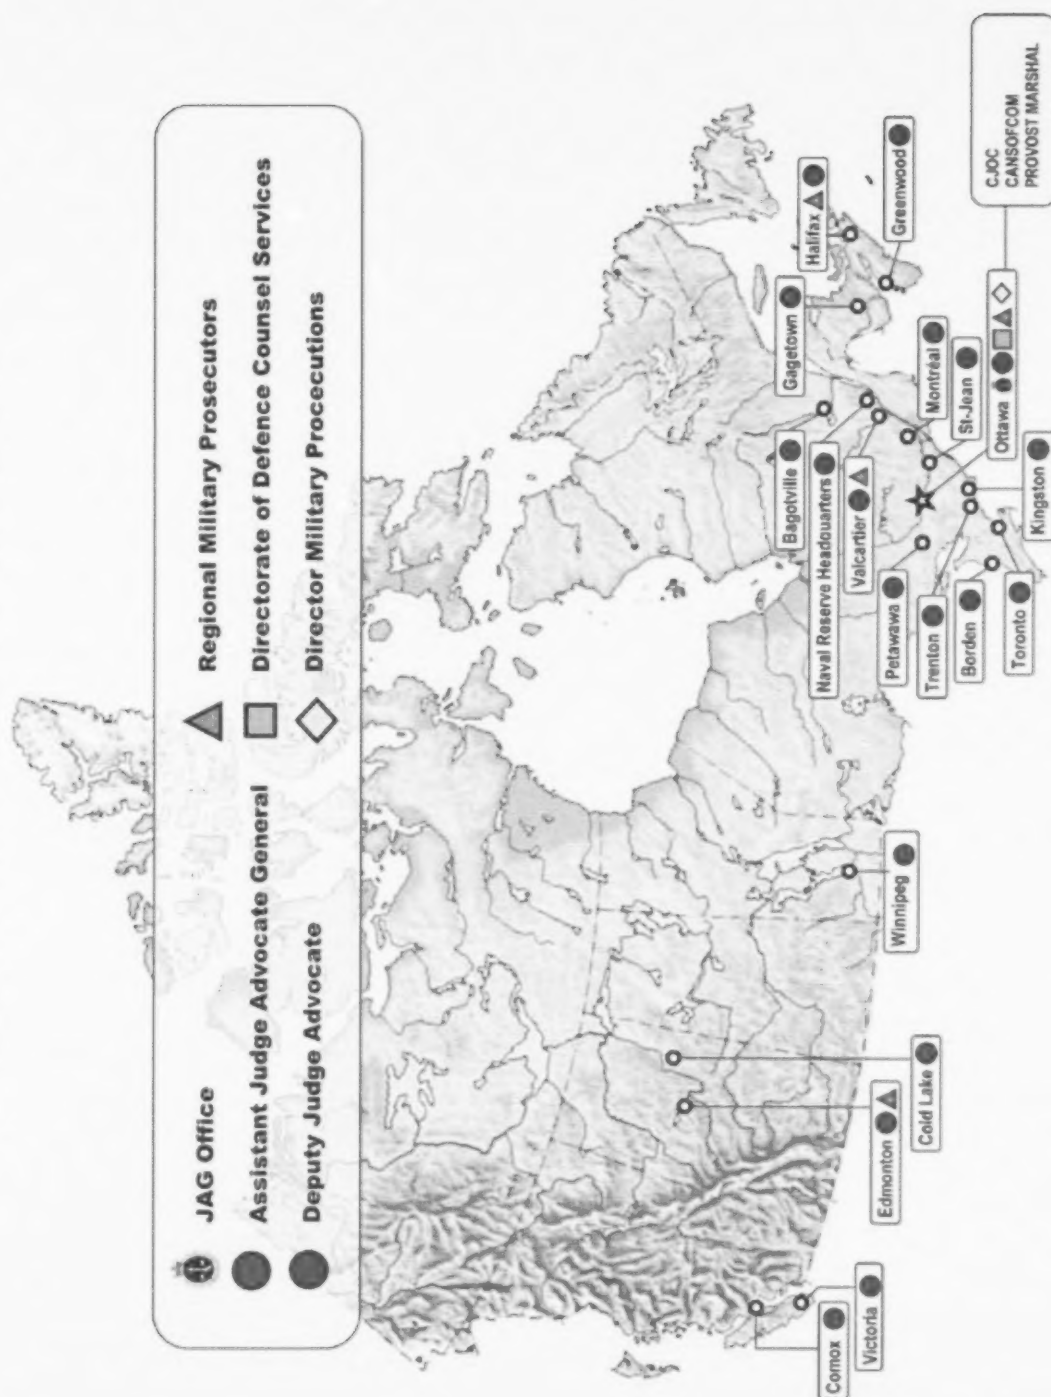 JAG Office
Assistant Judge Advocate General
Deputy Judge Advocate
Regional Military Prosecutors
Directorate of Defence Counsel Services
Director Military Procecutions
Comox
Victoria
Edmonton
Cold Lake
Winnipeg
Bagotville
Naval Reserve Headquarters
Valcartier
Petawawa
Trenton
Borden
Toronto
Gagetown
Halifax
Greenwood
Montréal
St-Jean
Ottawa
Kingston
CJOC
CANSOFCOM
PROVOST MARSHAL